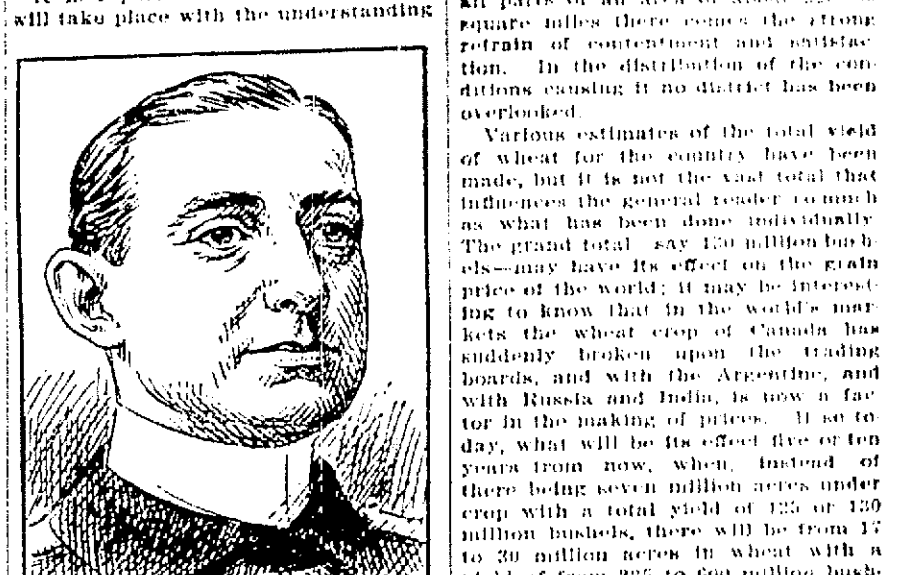 will take place with the understanding
square miles there comes the strong
refrain of contentment and satisfac-
tion. In the distribution of the con-
ditions causing it no district has been
overlooked.
Various estimates of the total yield
of wheat for the country have been
made, but it is not the vast total that
influences the general reader so much
as what has been done individually.
The grand total say 120 million bush-
els—may have its effect on the grain
price of the world; it may be interest-
ing to know that in the world's mar-
kets the wheat crop of Canada has
suddenly broken upon the trading
boards, and with the Argentine, and
with Russia and India, is now a fac-
tor in the making of prices. If so to-
day, what will be its effect five or ten
years from now, when, instead of
there being seven million acres under
crop with a total yield of 125 or 130
million bushels, there will be from 17
to 30 million acres in wheat with a